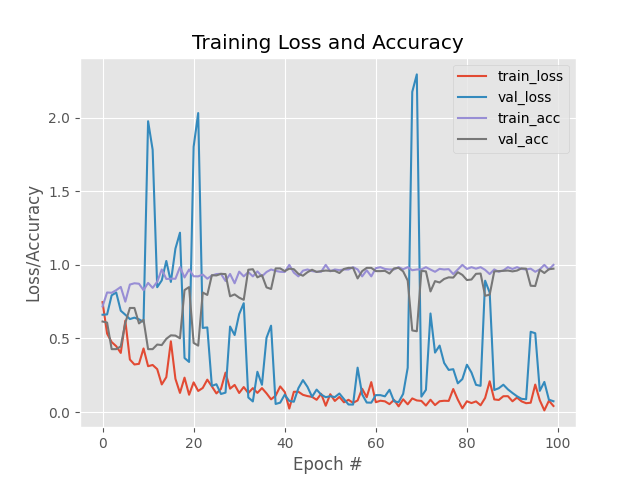 Training Loss and Accuracy
train_loss
val_loss
train_acc
val_acc
2.0
1.5
1.0
0.5
0.0
Loss/Accuracy
0 20 40 60 80 100
Epoch #